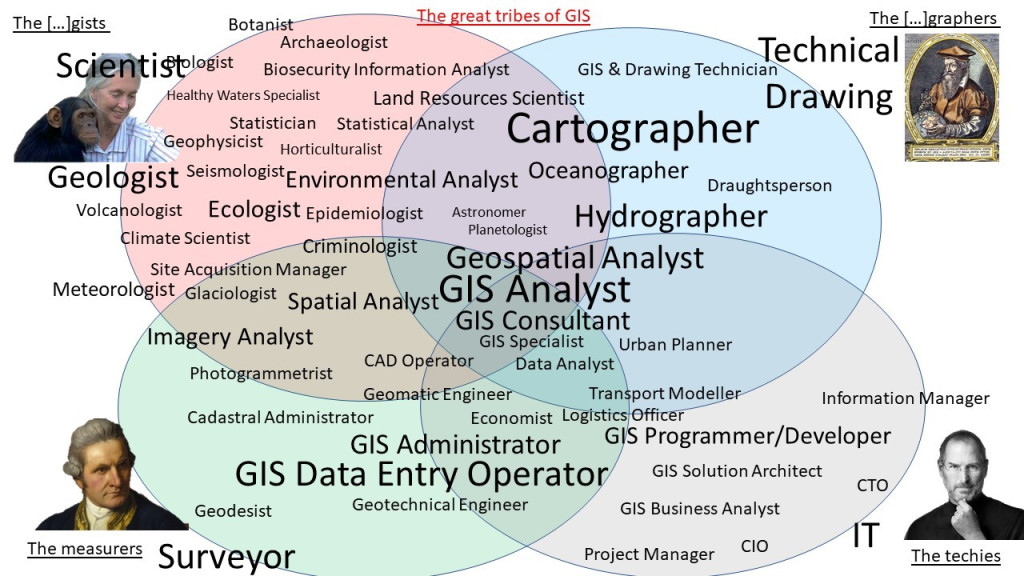 The great tribes of GIS
The [...]gists
The [...]graphers
Botanist
Archaeologist
Scientist
Biologist
Biosecurity Information Analyst
GIS & Drawing Technician
Technical
Drawing
Healthy Waters Specialist
Land Resources Scientist
Statistician
Statistical Analyst
Cartographer
Geophysicist
Horticulturalist
Geologist
Seismologist
Environmental Analyst
Oceanographer
Draughtsperson
Volcanologist
Ecologist
Epidemiologist
Astronomer
Planetologist
Hydrographer
Climate Scientist
Criminologist
Geospatial Analyst
Site Acquisition Manager
Meteorologist
Glaciologist
Spatial Analyst
GIS Analyst
GIS Consultant
Imagery Analyst
GIS Specialist
Urban Planner
CAD Operator
Data Analyst
Photogrammetrist
Geomatic Engineer
Transport Modeller
Information Manager
Cadastral Administrator
Economist
Logistics Officer
GIS Administrator
GIS Programmer/Developer
GIS Data Entry Operator
GIS Solution Architect
CTO
Geodesist
Geotechnical Engineer
GIS Business Analyst
The measurers
Surveyor
Project Manager
CIO
IT
The techies